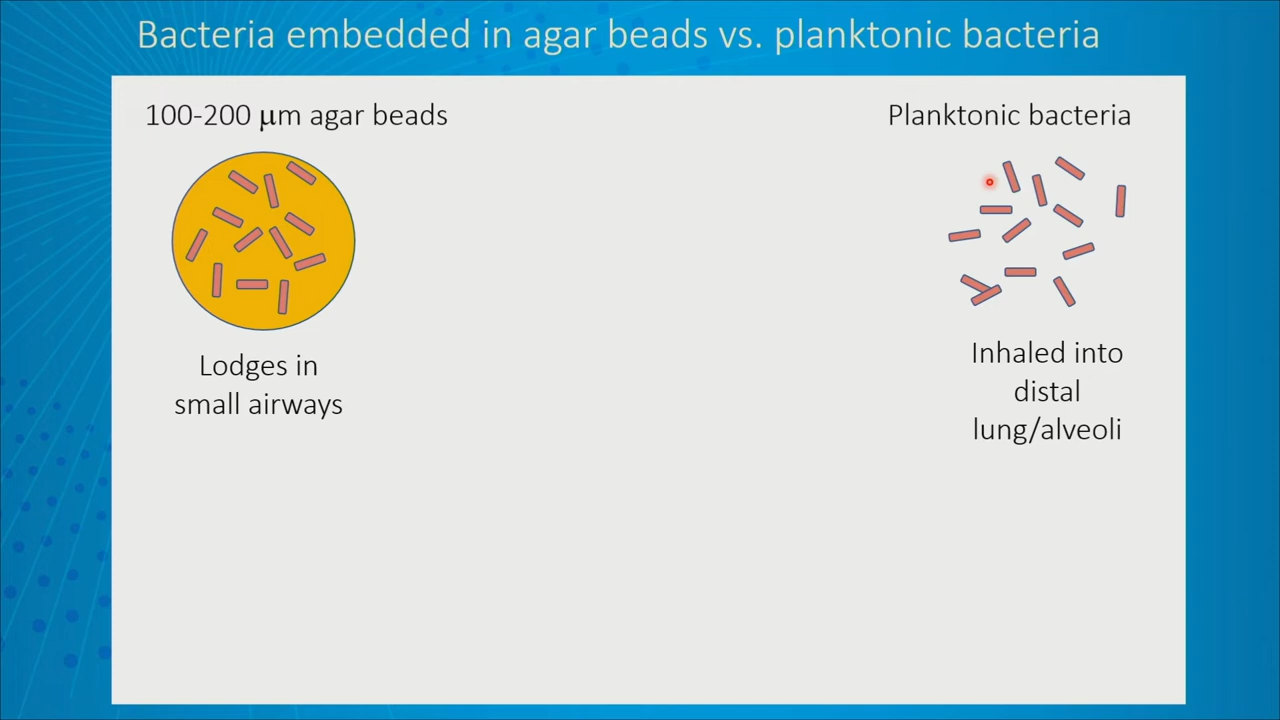 Bacteria embedded in agar beads vs. planktonic bacteria
100-200 μm agar beads
Lodges in
small airways
Planktonic bacteria
Inhaled into
distal
lung/alveoli